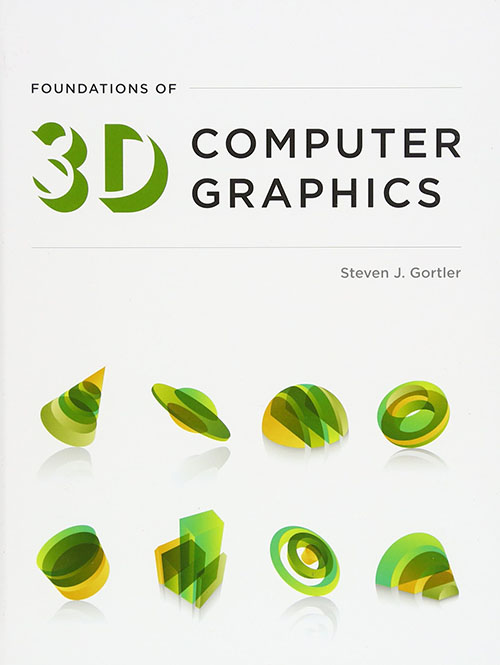 FOUNDATIONS OF
3D COMPUTER
GRAPHICS
Steven J. Gortler